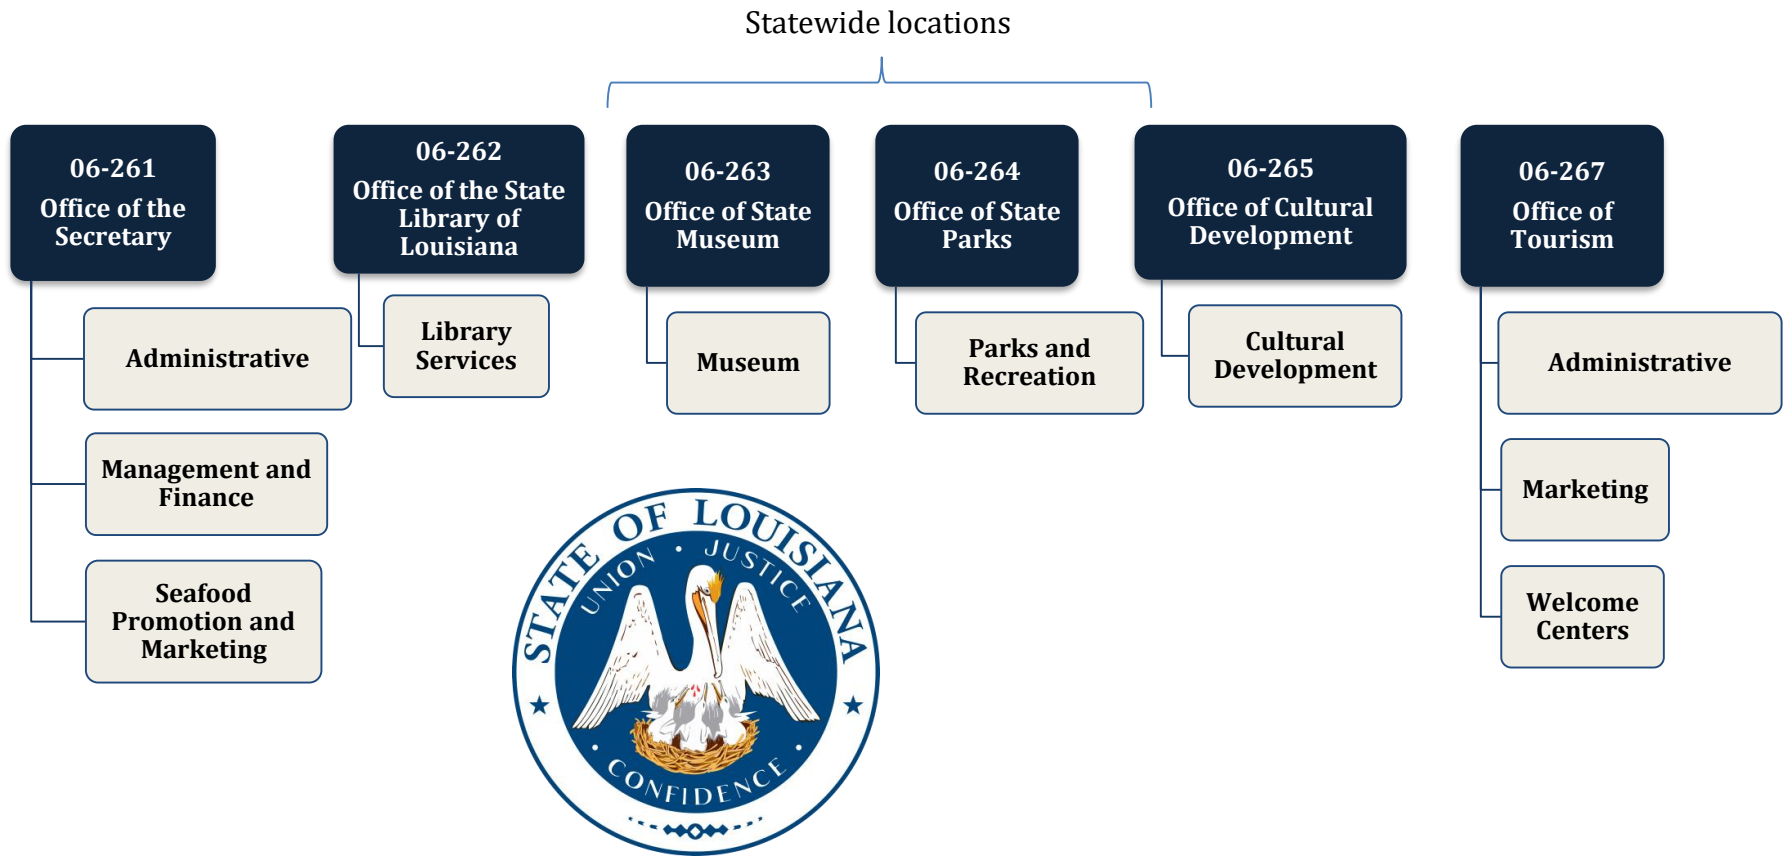 Statewide locations
06-261
Office of the
Secretary
Administrative
Management and
Finance
Seafood
Promotion and
Marketing
06-262
Office of the State
Library of
Louisiana
Library
Services
06-263
Office of State
Museum
Museum
06-264
Office of State
Parks
Parks and
Recreation
06-265
Office of Cultural
Development
Cultural
Development
06-267
Office of
Tourism
Administrative
Marketing
Welcome
Centers
STATE OF LOUISIANA
UNION · JUSTICE
· CONFIDENCE ·